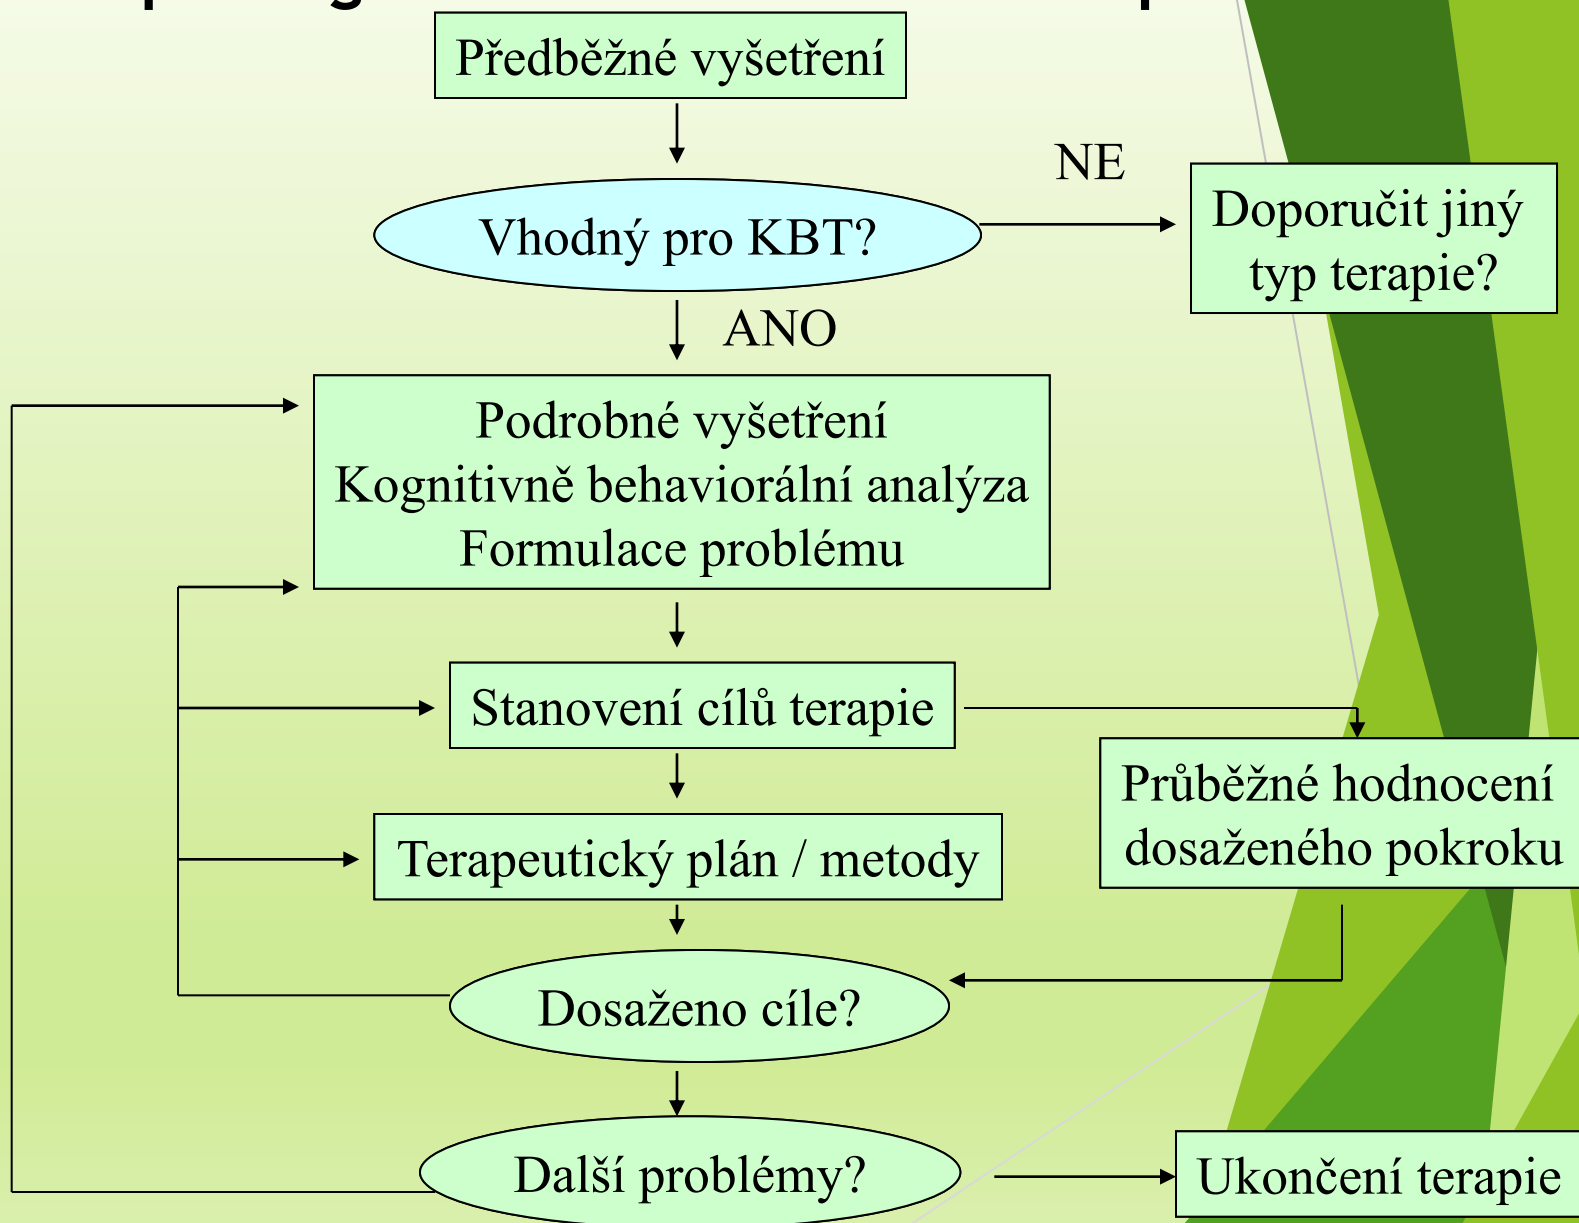 Předběžné vyšetření
NE
Vhodný pro KBT?
Doporučit jiný
typ terapie?
ANO
Podrobné vyšetření
Kognitivně behaviorální analýza
Formulace problému
Stanovení cílů terapie
Průběžné hodnocení
dosaženého pokroku
Terapeutický plán / metody
Dosaženo cíle?
Další problémy?
Ukončení terapie